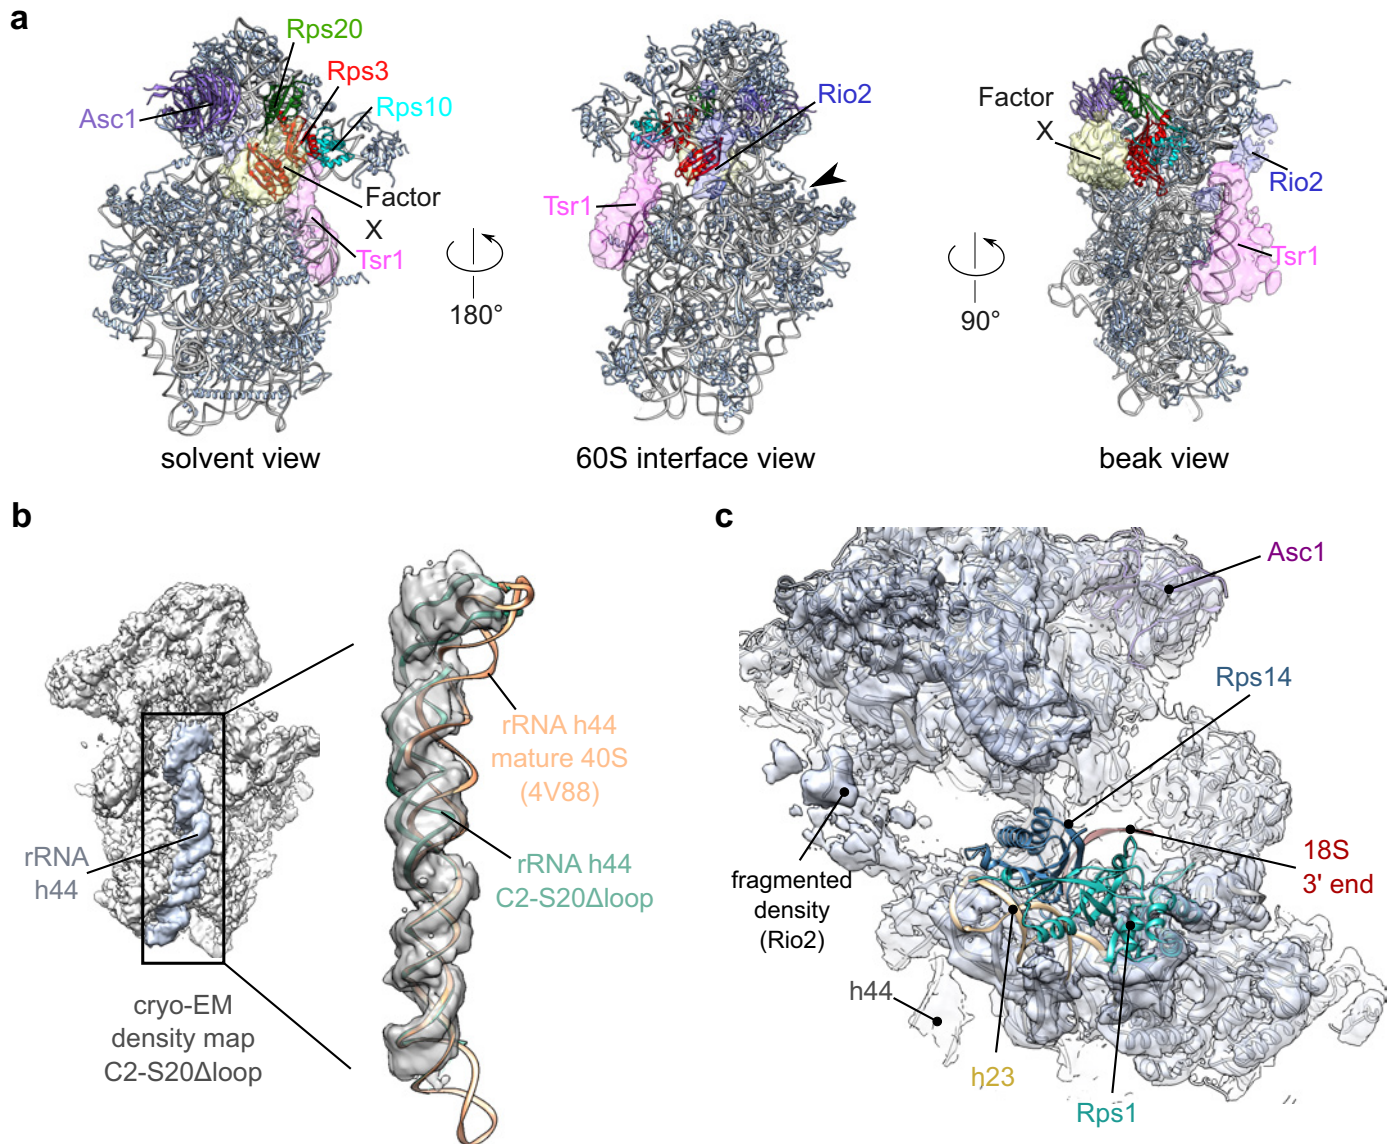 a
Rps20
Rps3
Rps10
Asc1
Factor
X
Tsr1
180°
solvent view
Rio2
Tsr1
60S interface view
90°
Factor
X
Rio2
Tsr1
beak view
b
rRNA
h44
cryo-EM
density map
C2-S20Δloop
rRNA h44
mature 40S
(4V88)
rRNA h44
C2-S20Δloop
c
Asc1
Rps14
18S
3' end
fragmented
density
(Rio2)
h44
h23
Rps1